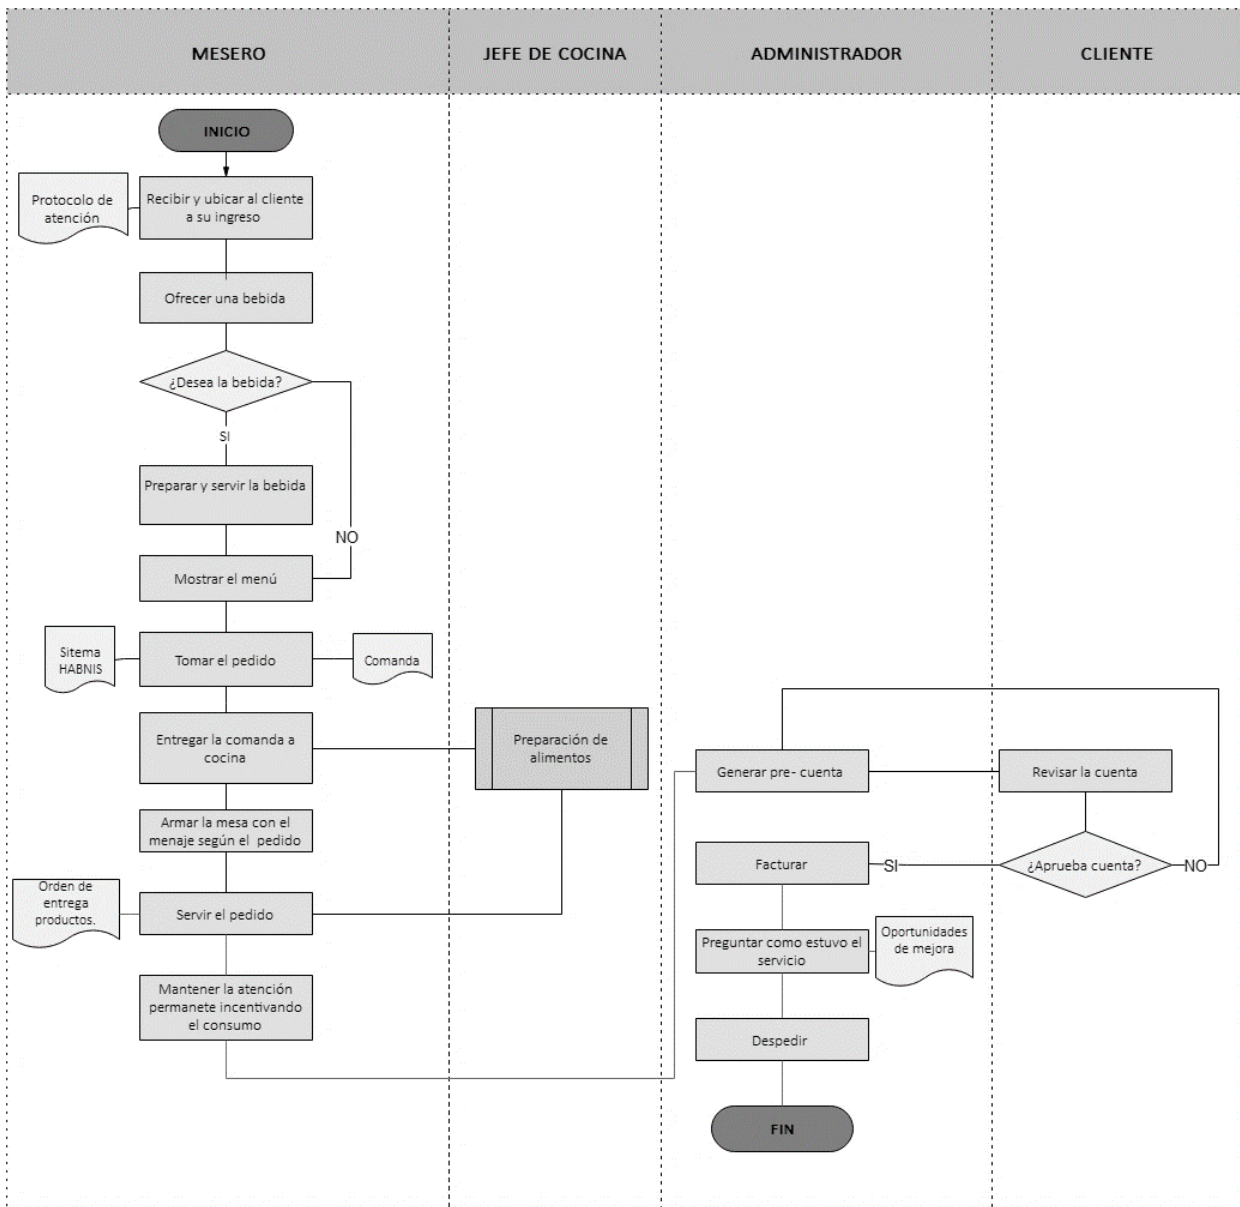 MESERO
JEFE DE COCINA
ADMINISTRADOR
CLIENTE
INICIO
Protocolo de
atención
Recibir y ubicar al cliente
a su ingreso
Ofrecer una bebida
¿Desea la bebida?
SI
Preparar y servir la bebida
NO
Mostrar el menú
Sitema
HABNIS
Tomar el pedido
Comanda
Entregar la comanda a
cocina
Preparación de
alimentos
Generar pre- cuenta
Revisar la cuenta
Armar la mesa con el
menaje según el pedido
Facturar
SI
¿Aprueba cuenta?
NO
Orden de
entrega
productos.
Servir el pedido
Preguntar como estuvo el
servicio
Oportunidades
de mejora
Mantener la atención
permanete incentivando
el consumo
Despedir
FIN